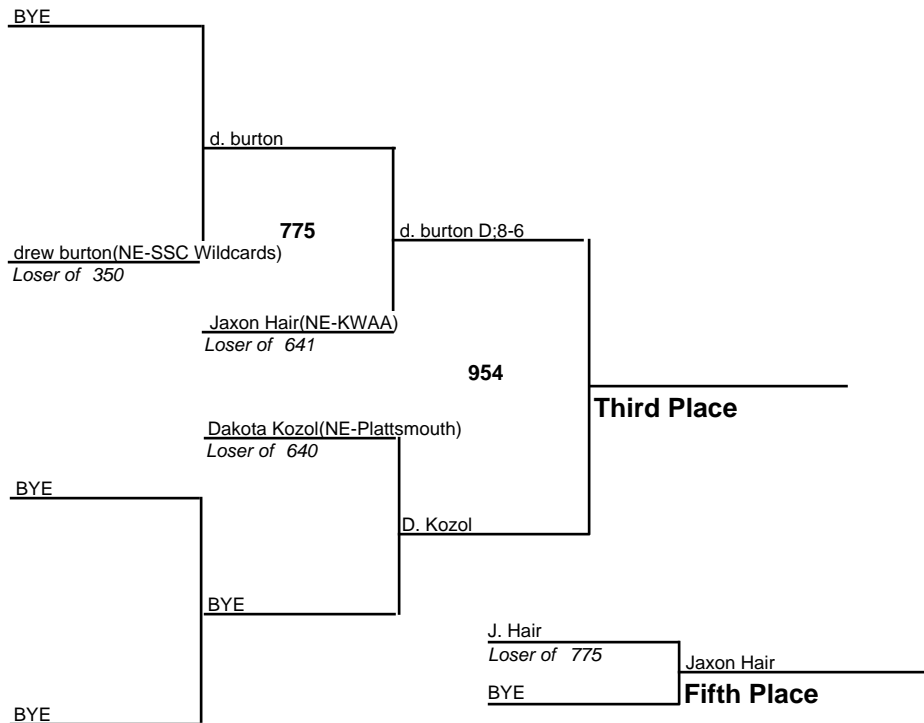 BYE
d. burton
775
d. burton D;8-6
drew burton(NE-SSC Wildcards)
Loser of 350
Jaxon Hair(NE-KWAA)
Loser of 641
954
Third Place
Dakota Kozol(NE-Plattsmouth)
Loser of 640
BYE
D. Kozol
BYE
J. Hair
Loser of 775
Jaxon Hair
BYE
Fifth Place
BYE